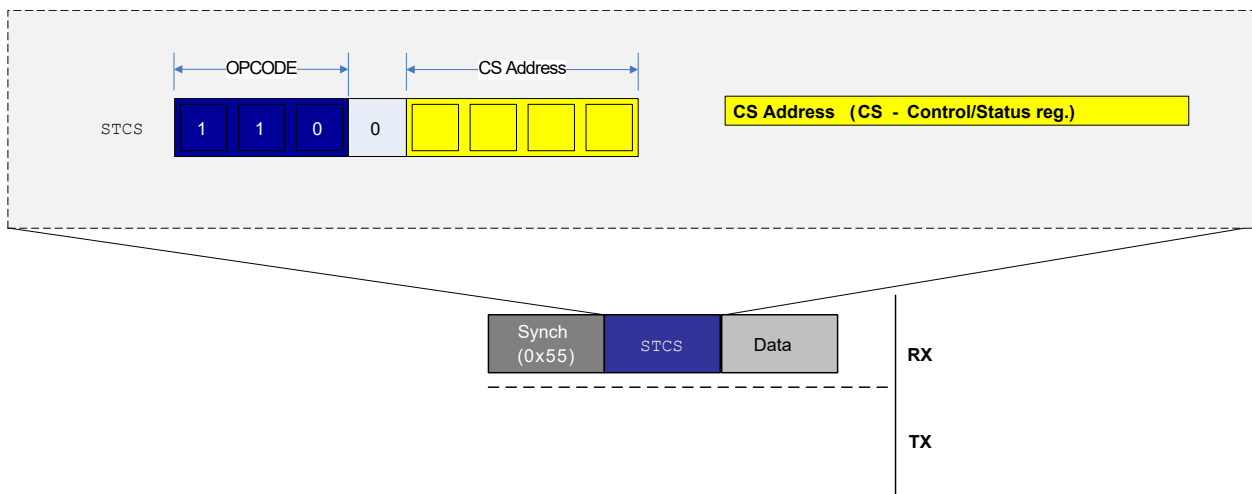 OPCODE
CS Address
STCS
1 1 0 0
CS Address (CS - Control/Status reg.)
Synch
(0x55)
STCS
Data
RX
TX